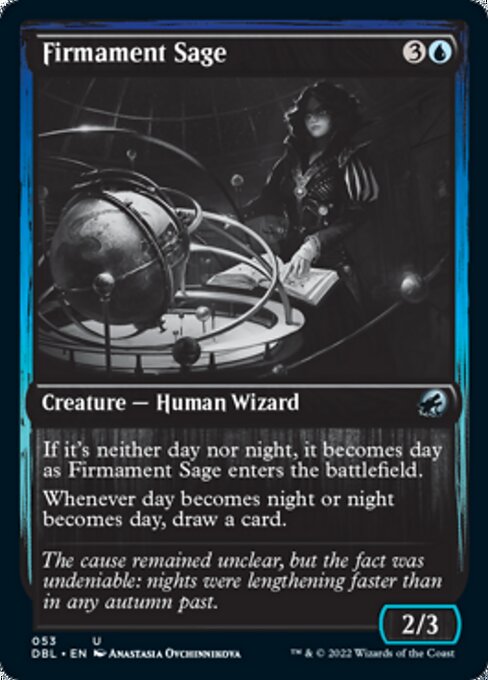 Firmament Sage 3
Creature — Human Wizard
If it's neither day nor night, it becomes day
as Firmament Sage enters the battlefield.
Whenever day becomes night or night
becomes day, draw a card.
The cause remained unclear, but the fact was
undeniable: nights were lengthening faster than
in any autumn past.
2/3
053 U
DBL • EN Anastasia Ovchinnikova
™ & © 2022 Wizards of the Coast